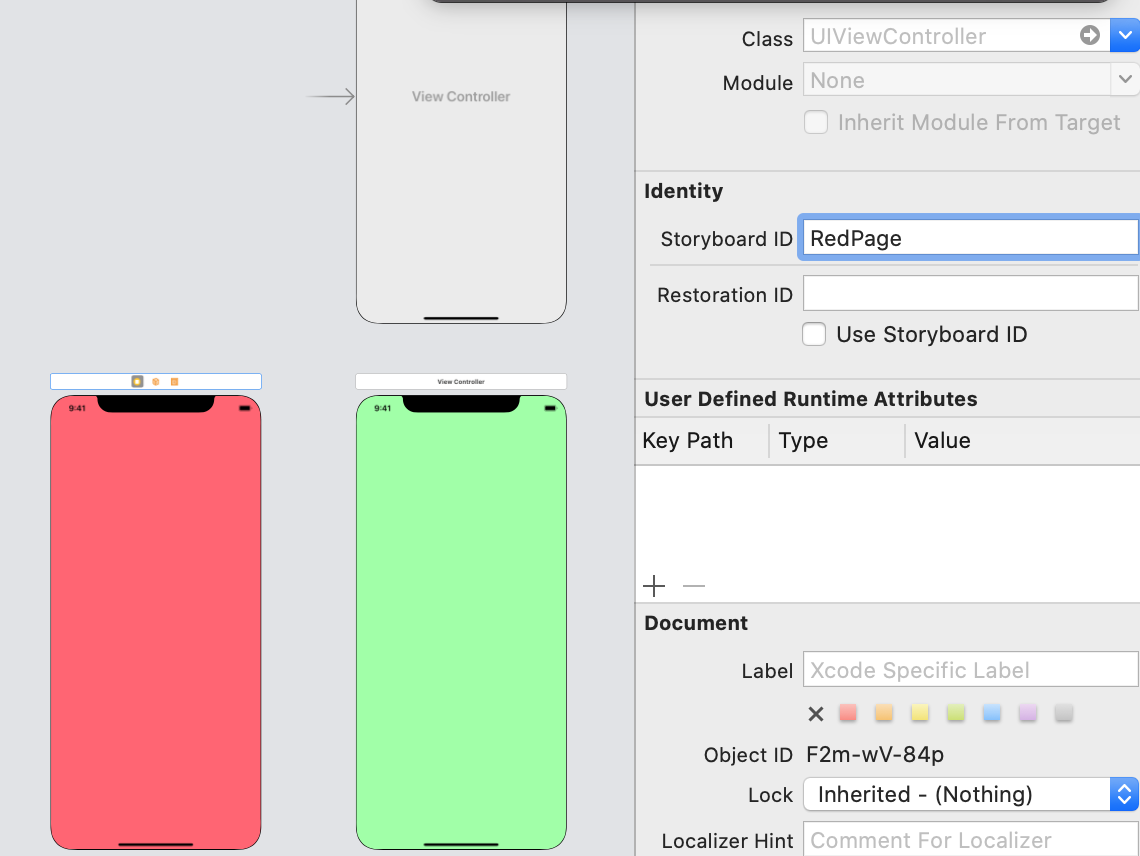 Class UIViewController
View Controller
Module None
Inherit Module From Target
Identity
Storyboard ID RedPage
Restoration ID
Use Storyboard ID
View Controller
User Defined Runtime Attributes
9:41
9:41
Key Path Type Value
Document
Label Xcode Specific Label
Object ID F2m-wV-84p
Lock Inherited - (Nothing)
Localizer Hint Comment For Localizer